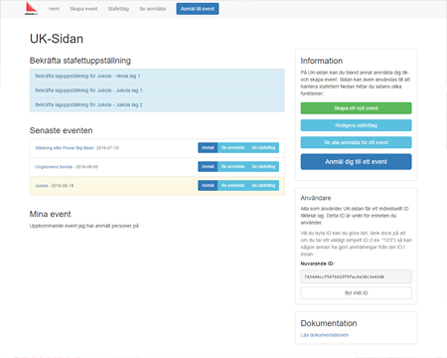 Hem Skapa event Stafettlag Se anmälda Anmäl till event
UK-Sidan
Bekräfta stafettuppställning
Bekräfta laguppställning för Jukola - Venla lag 1
Bekräfta laguppställning för Jukola - Jukola lag 1
Bekräfta laguppställning för Jukola - Jukola lag 2
Senaste eventen
Städning after Power Big Meet - 2016-07-10 Anmäl Se anmälda Se stafettlag
Ungdomens - 2016-08-05 Anmäl Se anmälda Se stafettlag
Jukola - 2016-06-18 Anmäl Se anmälda Se stafettlag
Mina event
Uppkommande event jag har anmält personer på.
Information
På UK-sidan kan du bland annat anmäla dig till-
och skapa event. Sidan kan även användas till att
hantera stafetter! Nedan hittar du sidans olika
funktioner:
Skapa ett nytt event
Redigera stafettlag
Se alla anmälda för ett event
Anmäl dig till ett event
Användare
Alla som använder UK-sidan får ett individuellt ID
tilldelat sig. Detta ID är unikt för enheten du
använder.
Vill du byta ID kan du göra det, tänk dock på att
om du tar ett väldigt simpelt ID (t.ex. "123") så kan
någon annan ha gjort anmälningar från det ID:t
innan.
Nuvarande ID:
Byt mitt ID
Dokumentation
Läs dokumentationen